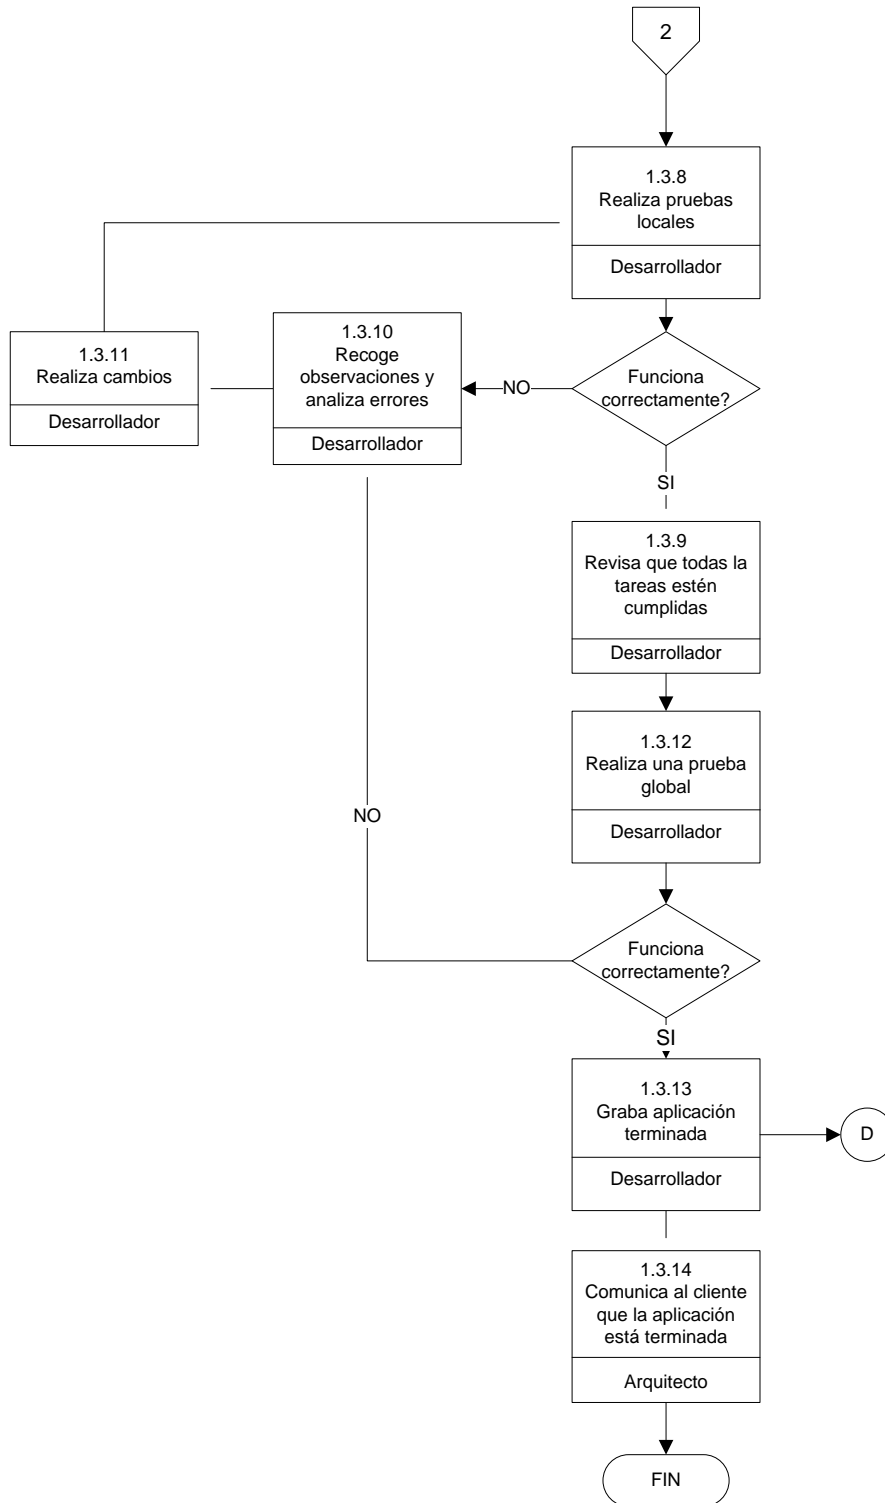 2
1.3.8
Realiza pruebas
locales
Desarrollador
1.3.11
Realiza cambios
Desarrollador
1.3.10
Recoge
observaciones y
analiza errores
Desarrollador
NO
Funciona
correctamente?
SI
1.3.9
Revisa que todas la
tareas estén
cumplidas
Desarrollador
1.3.12
Realiza una prueba
global
Desarrollador
NO
Funciona
correctamente?
SI
1.3.13
Graba aplicación
terminada
Desarrollador
D
1.3.14
Comunica al cliente
que la aplicación
está terminada
Arquitecto
FIN